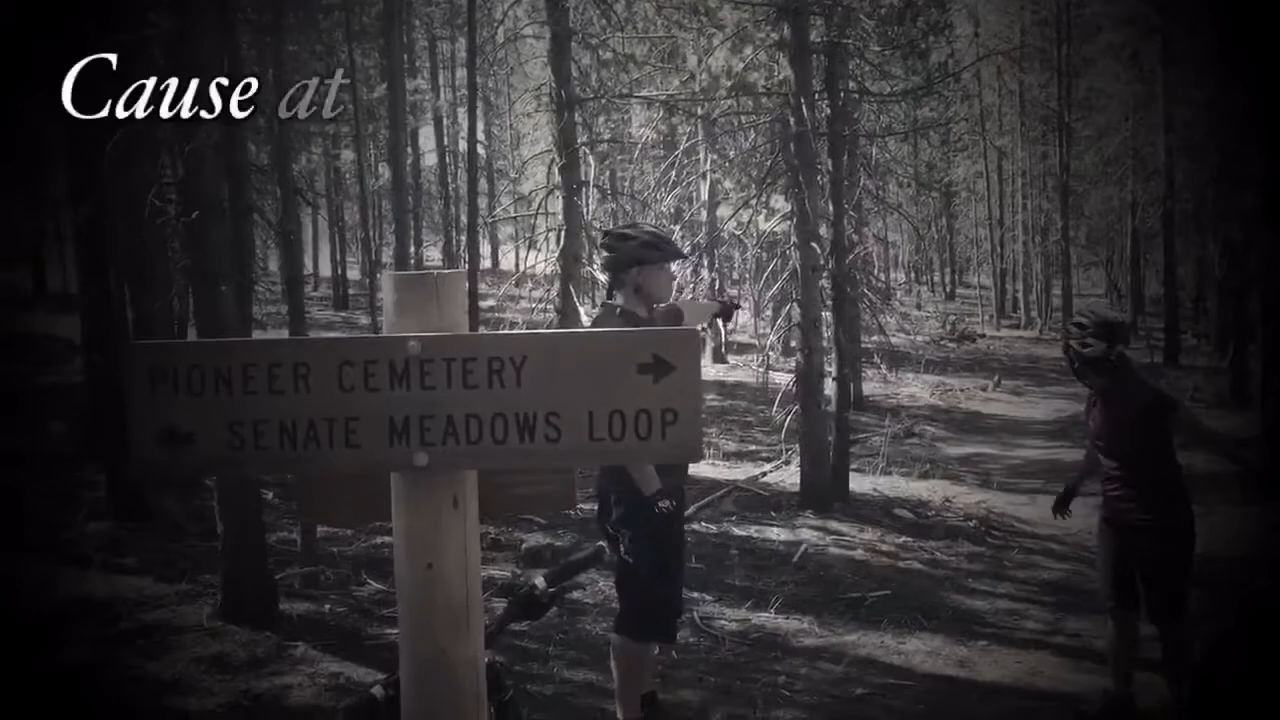 Cause at
PIONEER CEMETERY →
← SENATE MEADOWS LOOP